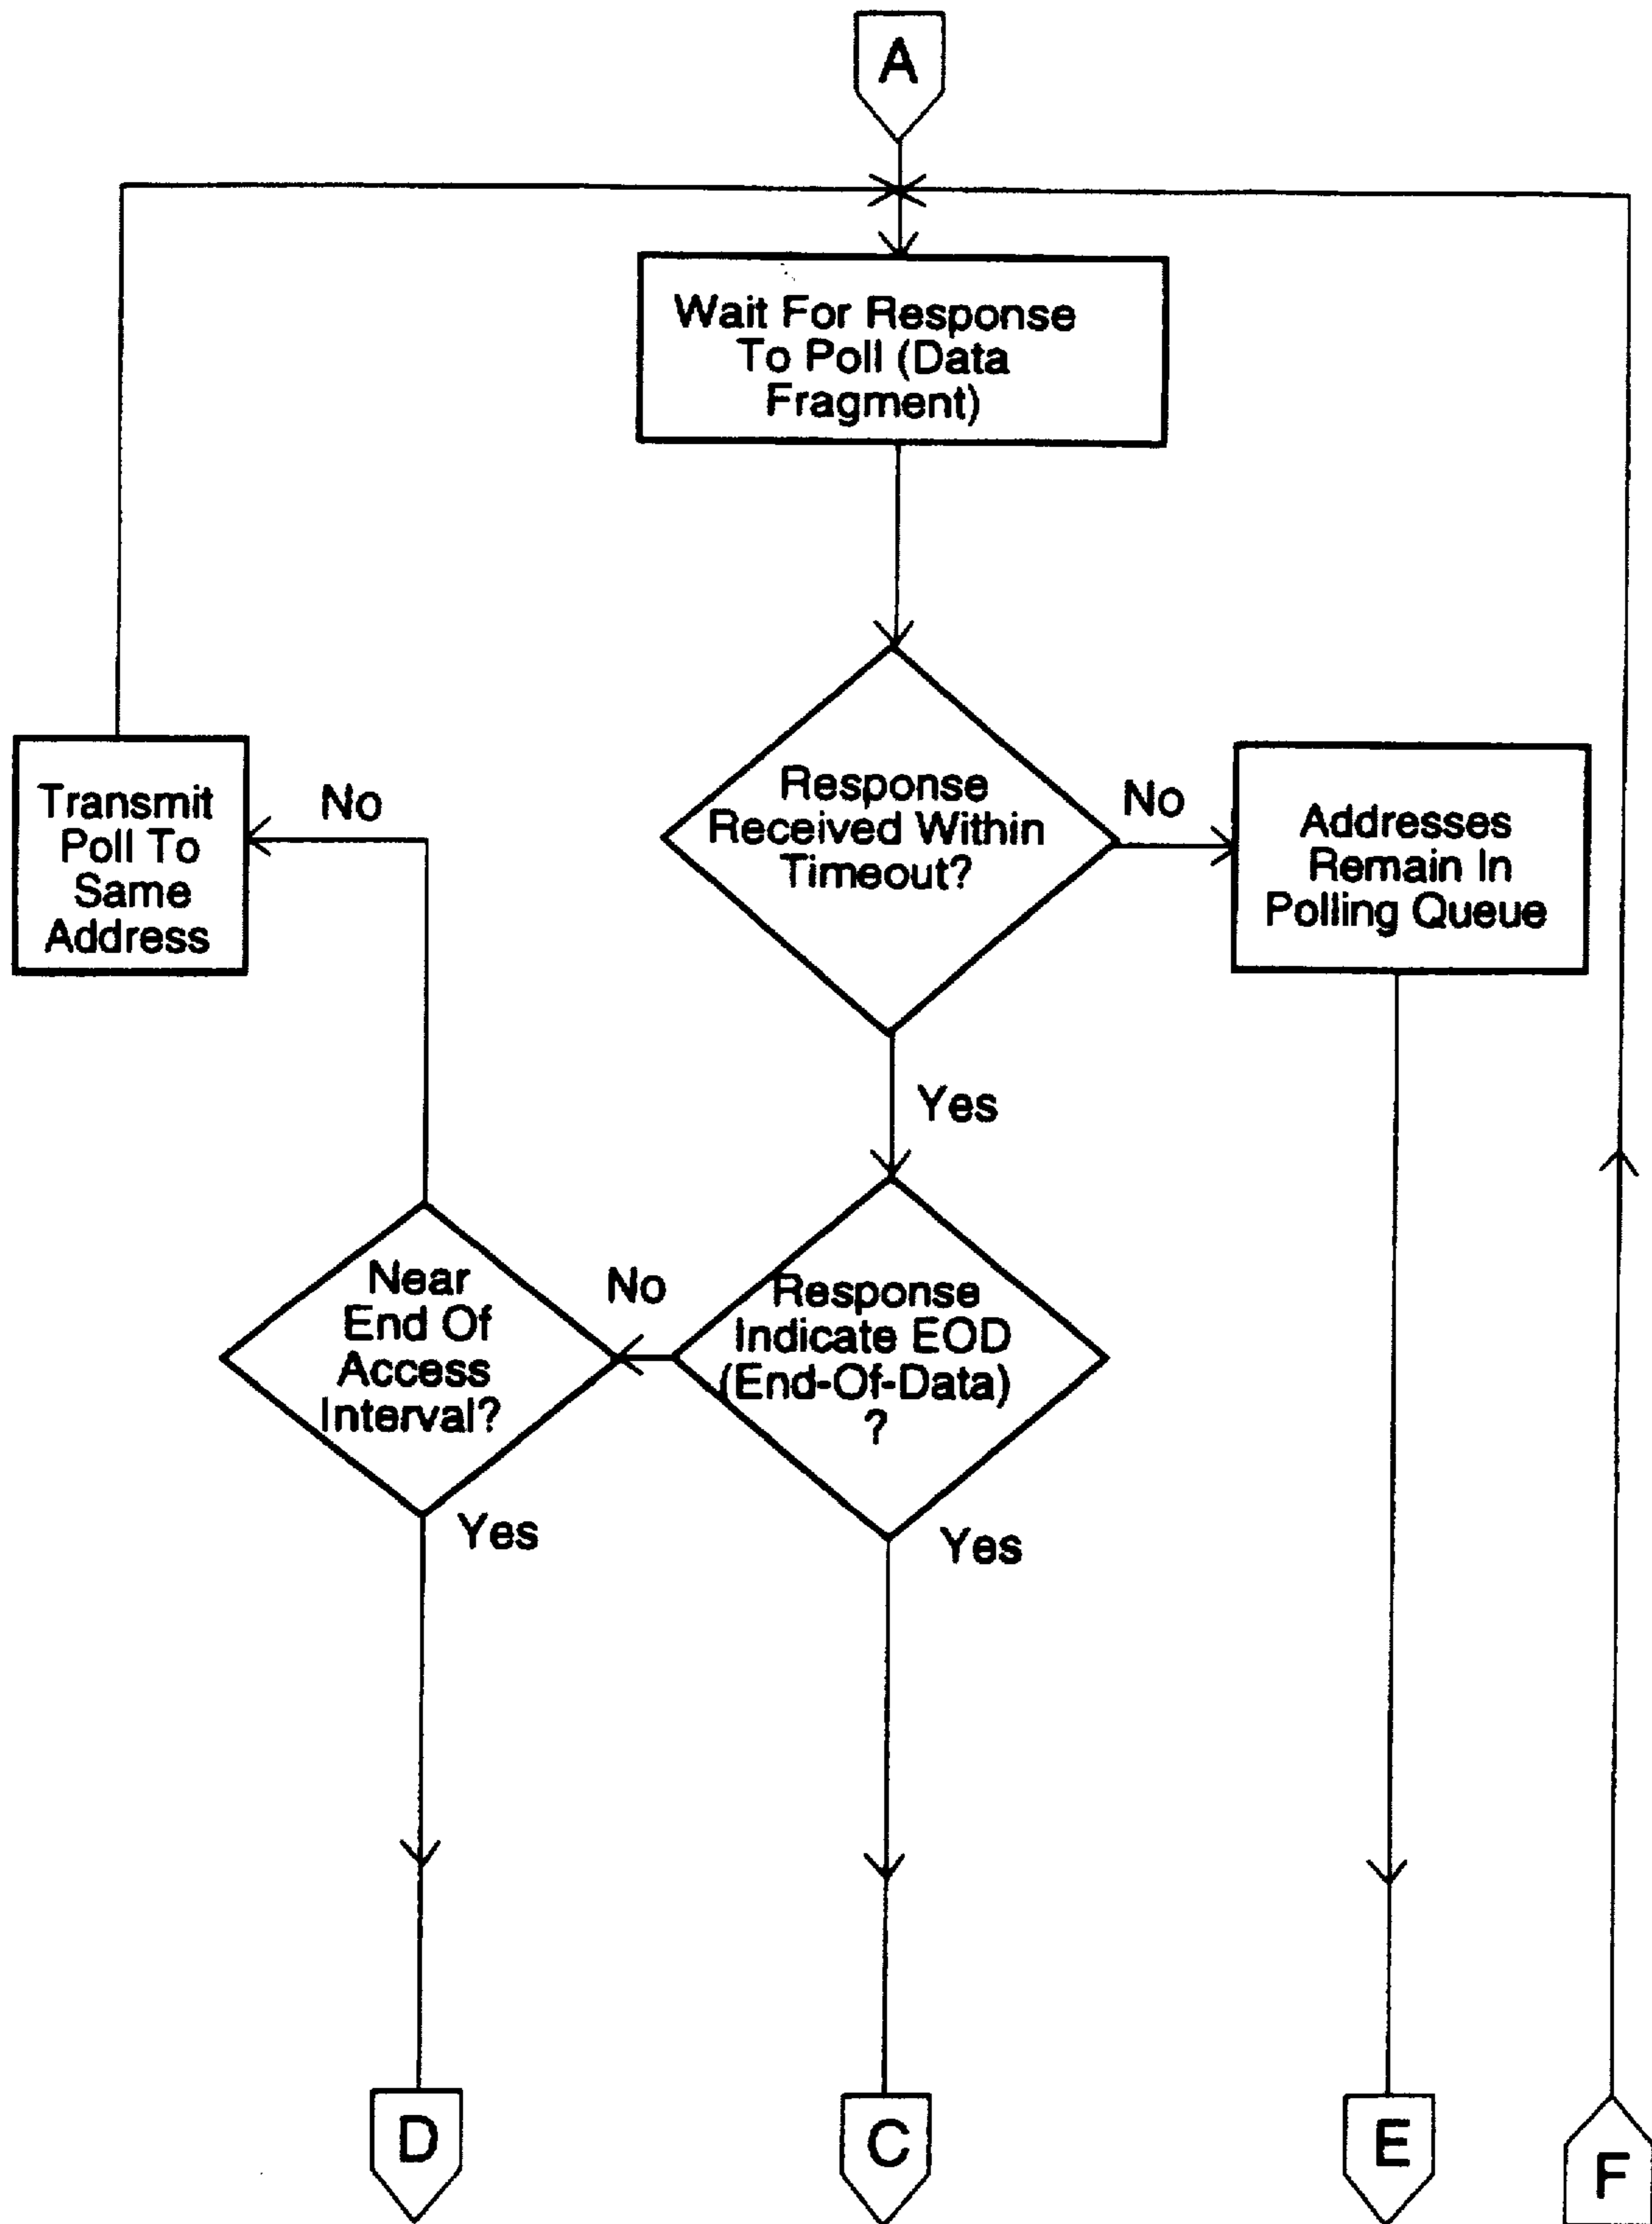 A
Wait For Response
To Poll (Data
Fragment)
Response
Received Within
Timeout?
No
Addresses
Remain In
Polling Queue
Transmit
Poll To
Same
Address
No
Yes
Near
End Of
Access
Interval?
No
Response
Indicate EOD
(End-Of-Data)
?
Yes
Yes
D
C
E
F